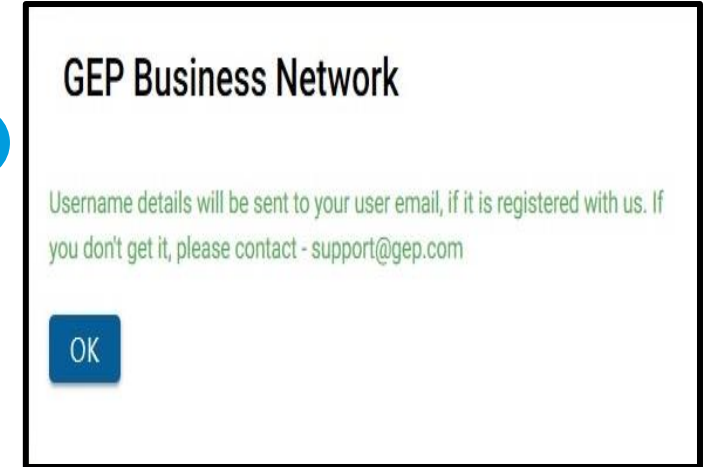 GEP Business Network
Username details will be sent to your user email, if it is registered with us. If
you don't get it, please contact - support@gep.com
OK